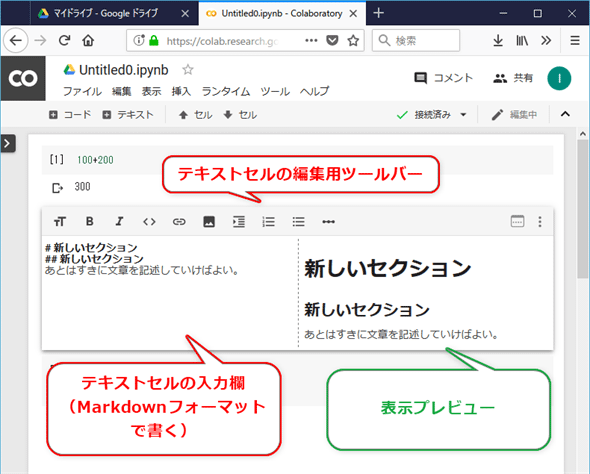 マイドライブ - Google ドライブ
Untitled0.ipynb - Colaboratory
https://colab.research.go
検索
CO
Untitled0.ipynb
コメント
共有
I
ファイル 編集 表示 挿入 ランタイム ツール ヘルプ
コード テキスト セル セル
接続済み
編集中
[1] 100+200
300
テキストセルの編集用ツールバー
# 新しいセクション
## 新しいセクション
あとはすきに文章を記述していけばよい。
新しいセクション
新しいセクション
あとはすきに文章を記述していけばよい。
テキストセルの入力欄
（Markdownフォーマット
で書く）
表示プレビュー